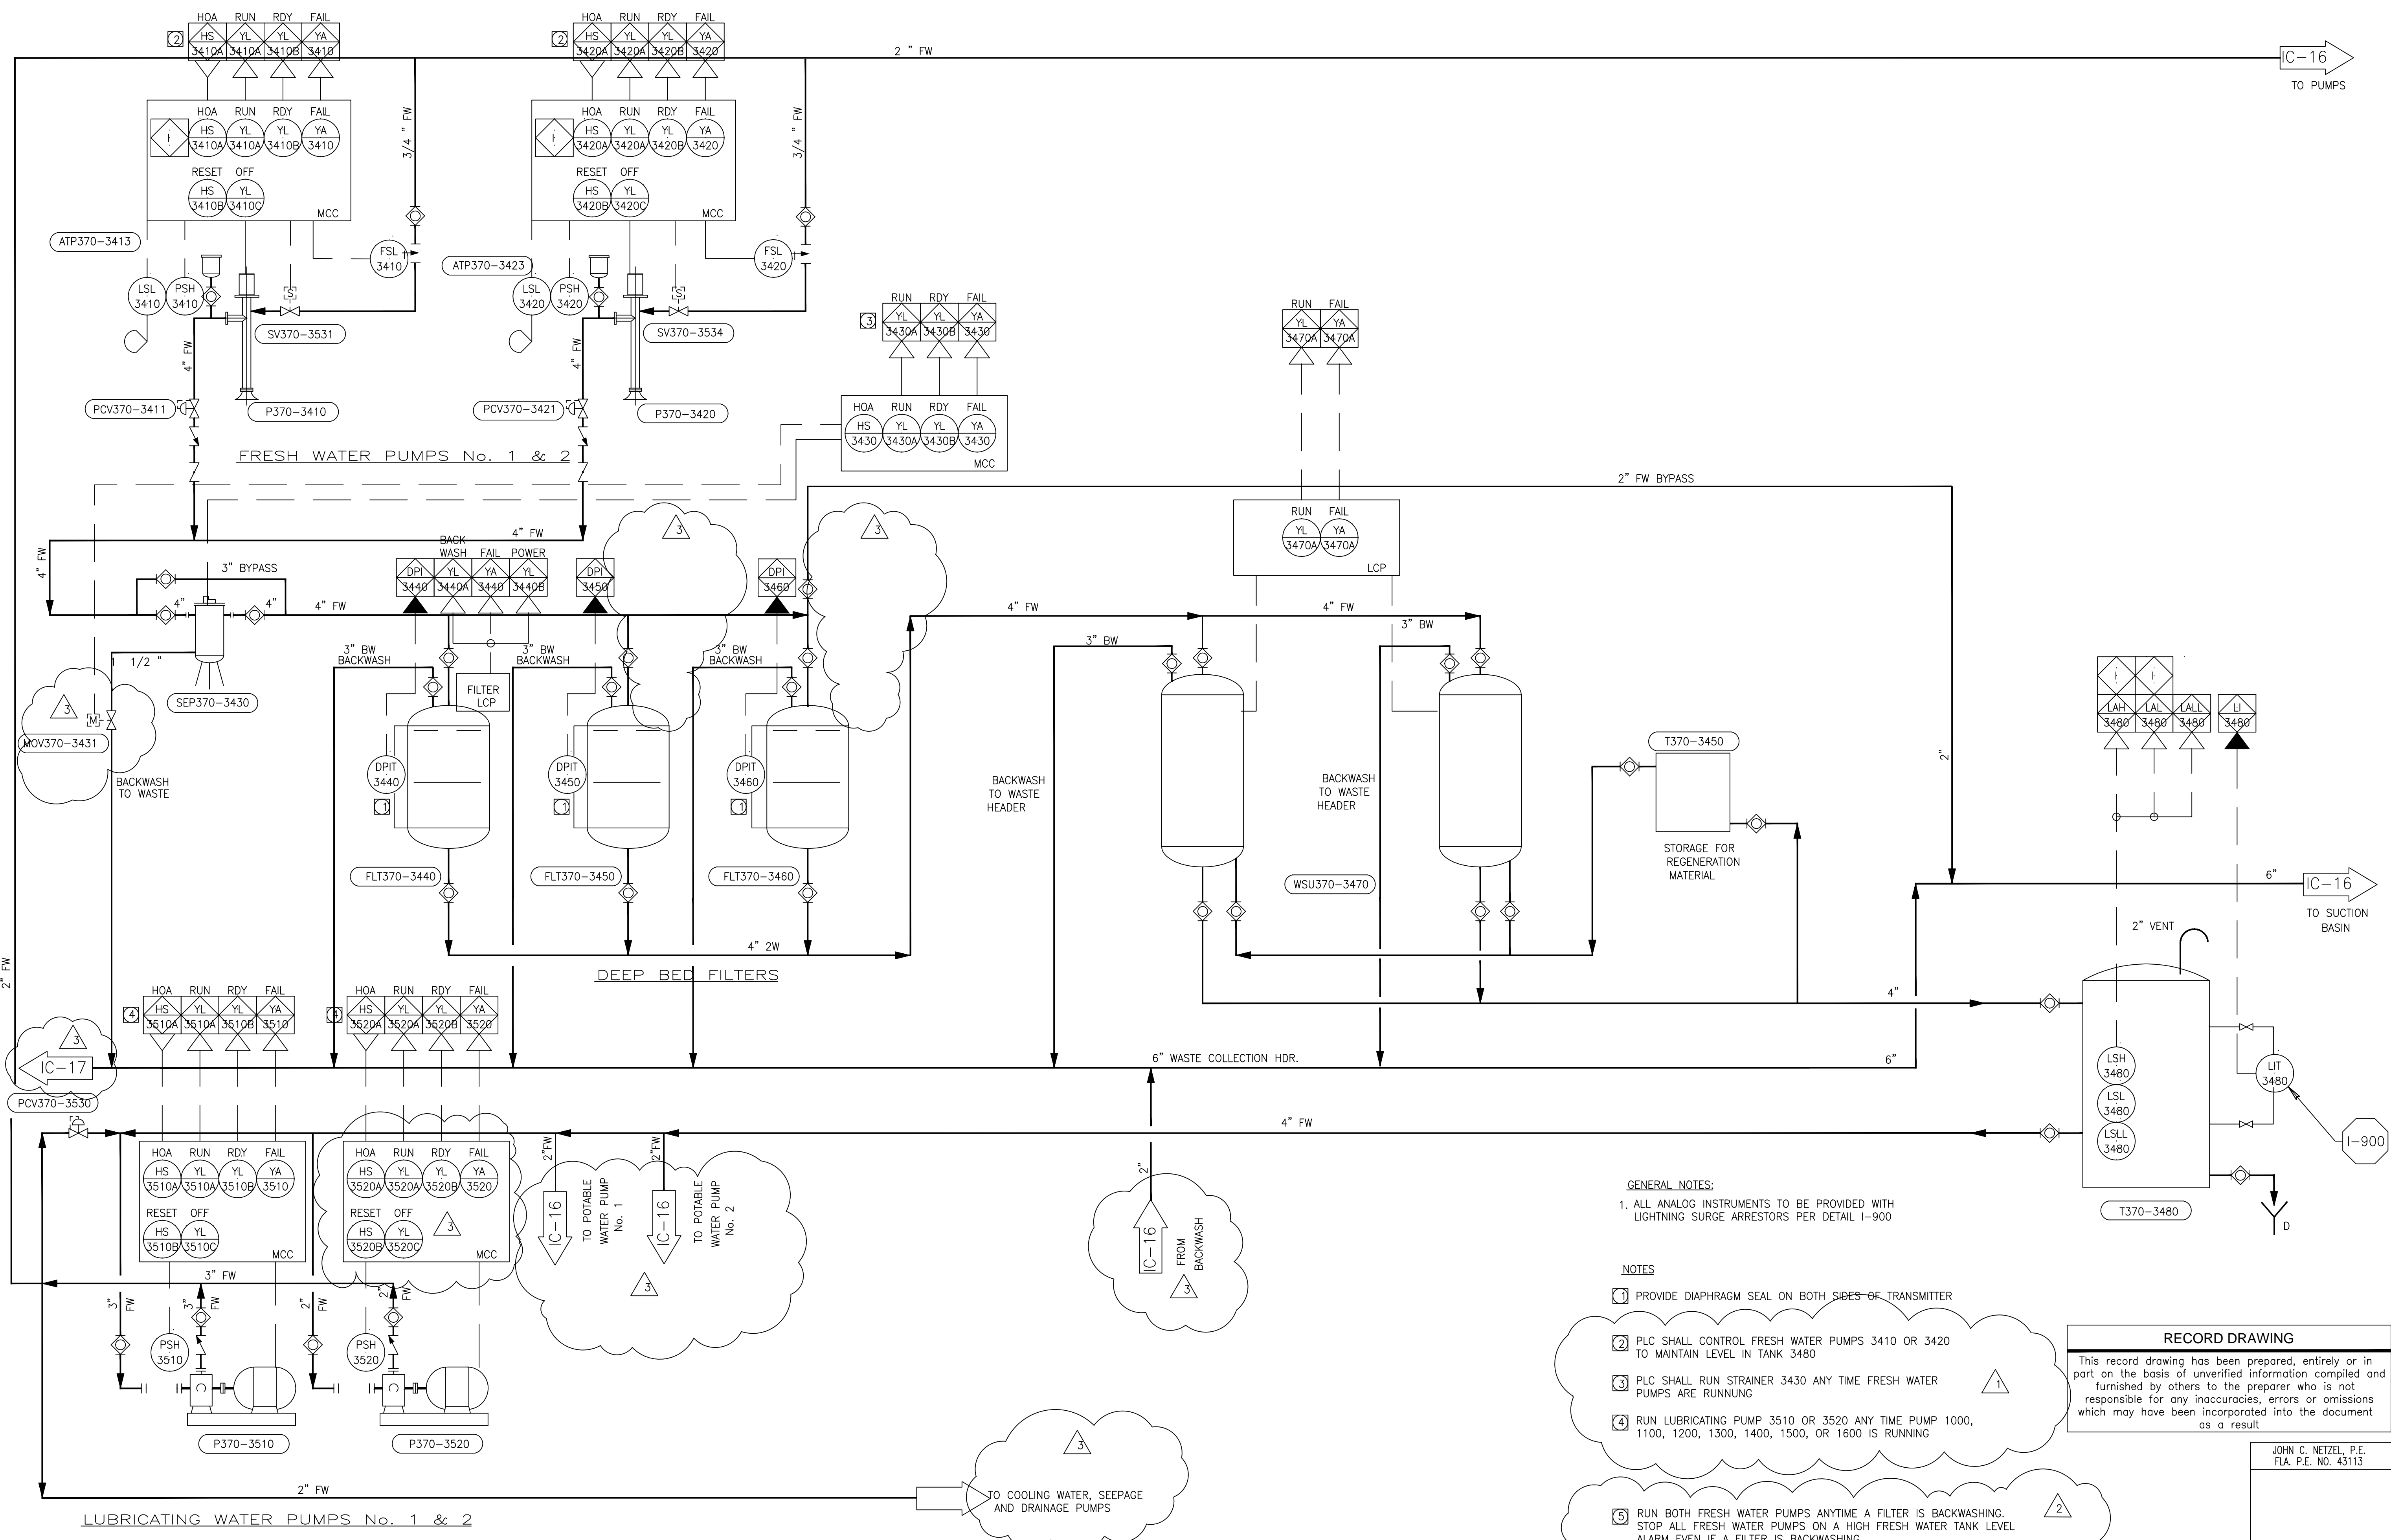 HOA RUN RDY FAIL
2 HS YL YL YA
3410A 3410A 3410B 3410
HOA RUN RDY FAIL
2 HS YL YL YA
3420A 3420A 3420B 3420
2 " FW
IC-16
TO PUMPS
HOA RUN RDY FAIL
I HS YL YL YA
3410A 3410A 3410B 3410
RESET OFF
HS YL
3410B 3410C
MCC
3/4 " FW
HOA RUN RDY FAIL
I HS YL YL YA
3420A 3420A 3420B 3420
RESET OFF
HS YL
3420B 3420C
MCC
3/4 " FW
ATP370-3413
FSL
3410
ATP370-3423
FSL
3420
LSL
3410
PSH
3410
S
SV370-3531
LSL
3420
PSH
3420
S
SV370-3534
4" FW
4" FW
PCV370-3411
P370-3410
PCV370-3421
P370-3420
FRESH WATER PUMPS No. 1 & 2
RUN RDY FAIL
3 YL YL YA
3430A 3430B 3430
HOA RUN RDY FAIL
HS YL YL YA
3430 3430A 3430B 3430
MCC
RUN FAIL
YL YA
3470A 3470A
RUN FAIL
YL YA
3470A 3470A
LCP
2" FW BYPASS
4" FW
4" FW
3" BYPASS
4" 4"
4" FW
BACK
WASH FAIL POWER
DPI YL YA YL
3440 3440A 3440 3440B
DPI
3450
DPI
3460
3
3
1 1/2 "
SEP370-3430
3
M
MOV370-3431
BACKWASH
TO WASTE
3" BW
BACKWASH
3" BW
BACKWASH
3" BW
BACKWASH
FILTER
LCP
DPIT
3440
1
DPIT
3450
1
DPIT
3460
1
FLT370-3440
FLT370-3450
FLT370-3460
4" 2W
DEEP BED FILTERS
4" FW
4" FW
3" BW
3" BW
BACKWASH
TO WASTE
HEADER
BACKWASH
TO WASTE
HEADER
WSU370-3470
T370-3450
STORAGE FOR
REGENERATION
MATERIAL
2"
I I
LAH LAL LALL LI
3480 3480 3480 3480
6"
IC-16
TO SUCTION
BASIN
2" VENT
4"
2" FW
HOA RUN RDY FAIL
4 HS YL YL YA
3510A 3510A 3510B 3510
HOA RUN RDY FAIL
4 HS YL YL YA
3520A 3520A 3520B 3520
3
IC-17
6" WASTE COLLECTION HDR.
6"
PCV370-3530
4" FW
LSH
3480
LSL
3480
LSLL
3480
LIT
3480
I-900
T370-3480
D
HOA RUN RDY FAIL
HS YL YL YA
3510A 3510A 3510B 3510
RESET OFF
HS YL
3510B 3510C
MCC
HOA RUN RDY FAIL
HS YL YL YA
3520A 3520A 3520B 3520
RESET OFF
HS YL
3520B 3520C
3
MCC
2"FW
IC-16
TO POTABLE
WATER PUMP
No. 1
2"FW
IC-16
TO POTABLE
WATER PUMP
No. 2
3
2"
IC-16
FROM
BACKWASH
3
3" FW
3" FW
3" FW
2" FW
2" FW
PSH
3510
PSH
3520
P370-3510
P370-3520
2" FW
LUBRICATING WATER PUMPS No. 1 & 2
3
TO COOLING WATER, SEEPAGE
AND DRAINAGE PUMPS
GENERAL NOTES:
1. ALL ANALOG INSTRUMENTS TO BE PROVIDED WITH
LIGHTNING SURGE ARRESTORS PER DETAIL I-900
NOTES
1 PROVIDE DIAPHRAGM SEAL ON BOTH SIDES OF TRANSMITTER
2 PLC SHALL CONTROL FRESH WATER PUMPS 3410 OR 3420
TO MAINTAIN LEVEL IN TANK 3480
3 PLC SHALL RUN STRAINER 3430 ANY TIME FRESH WATER
PUMPS ARE RUNNUNG
1
4 RUN LUBRICATING PUMP 3510 OR 3520 ANY TIME PUMP 1000,
1100, 1200, 1300, 1400, 1500, OR 1600 IS RUNNING
5 RUN BOTH FRESH WATER PUMPS ANYTIME A FILTER IS BACKWASHING.
STOP ALL FRESH WATER PUMPS ON A HIGH FRESH WATER TANK LEVEL
ALARM EVEN IF A FILTER IS BACKWASHING
2
RECORD DRAWING
This record drawing has been prepared, entirely or in
part on the basis of unverified information compiled and
furnished by others to the preparer who is not
responsible for any inaccuracies, errors or omissions
which may have been incorporated into the document
as a result
JOHN C. NETZEL, P.E.
FLA. P.E. NO. 43113